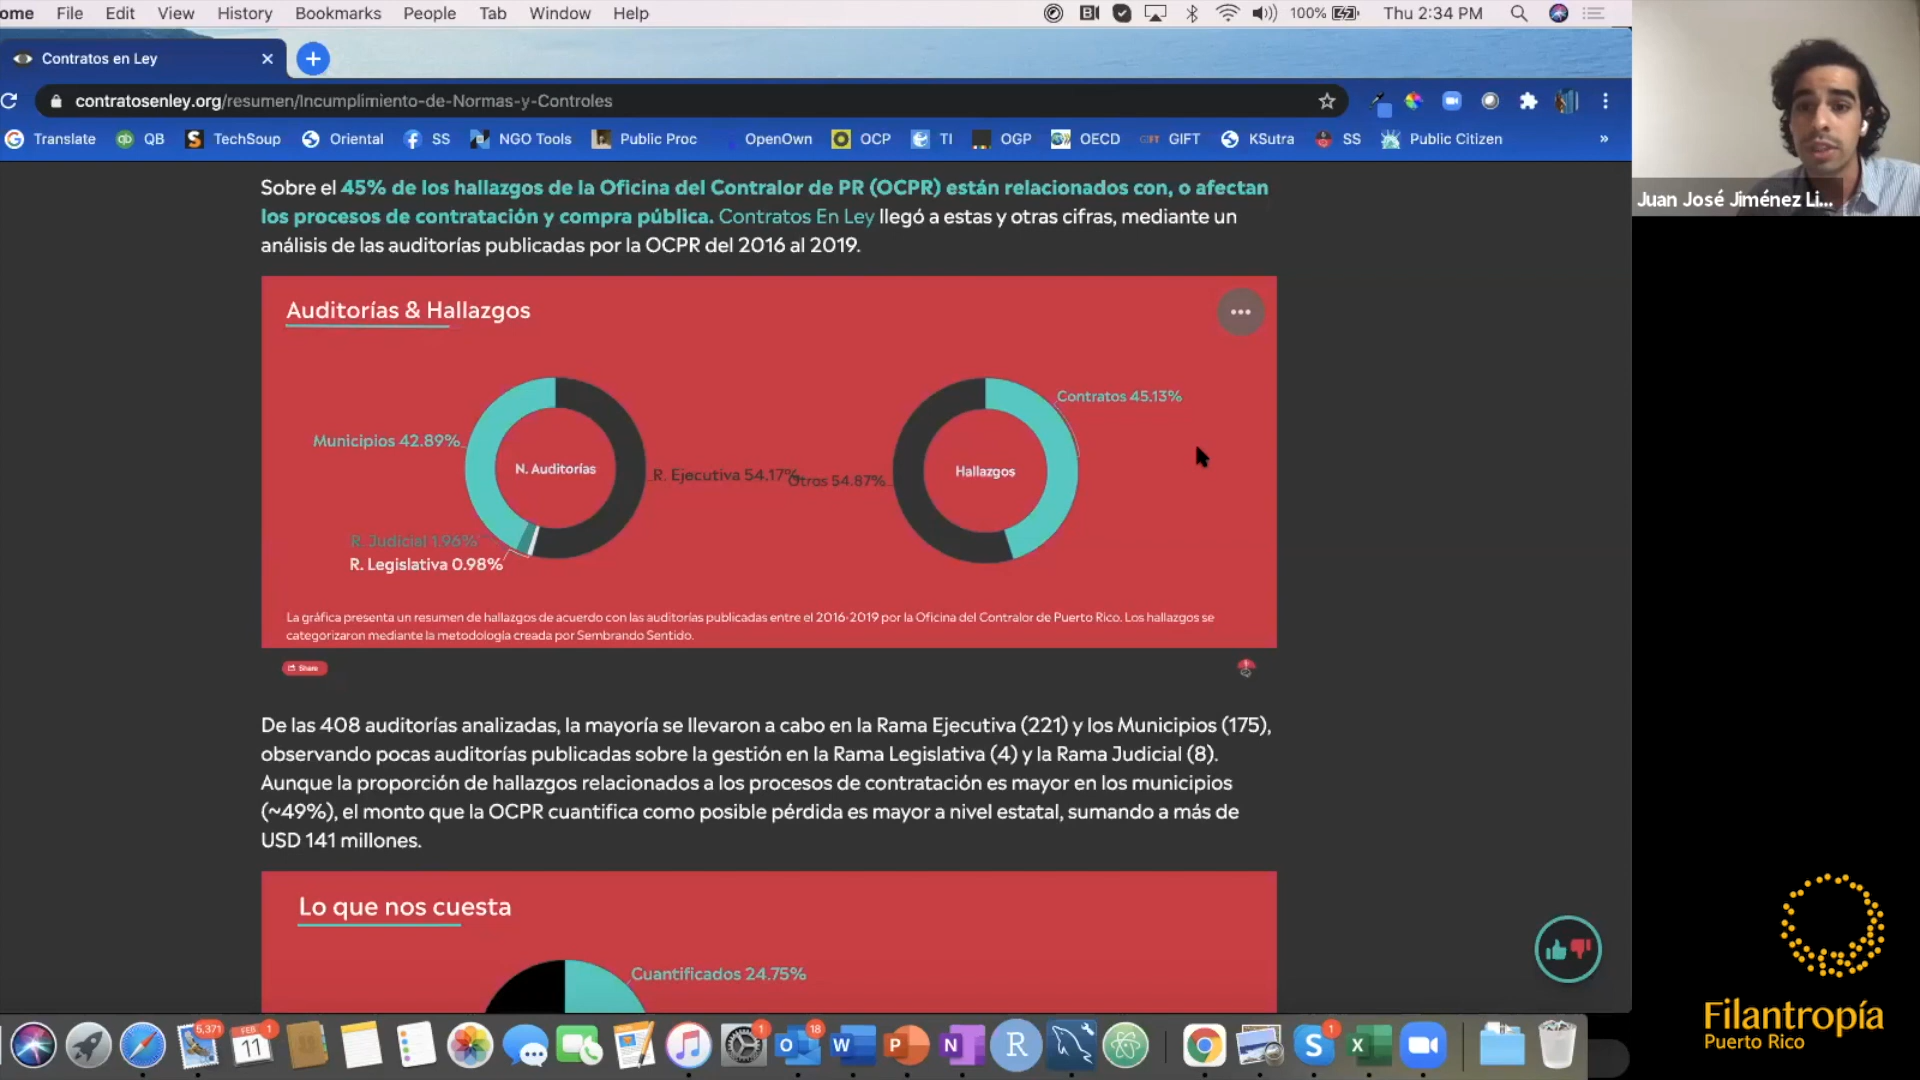 ome File Edit View History Bookmarks People Tab Window Help 100% Thu 2:34 PM
Contratos en Ley
contratosenley.org/resumen/Incumplimiento-de-Normas-y-Controles
Translate QB TechSoup Oriental SS NGO Tools Public Proc OpenOwn OCP TI OGP OECD GIFT KSutra SS Public Citizen »
Juan José Jiménez Li...
Sobre el 45% de los hallazgos de la Oficina del Contralor de PR (OCPR) están relacionados con, o afectan
los procesos de contratación y compra pública. Contratos En Ley llegó a estas y otras cifras, mediante un
análisis de las auditorías publicadas por la OCPR del 2016 al 2019.
Auditorías & Hallazgos
Contratos 45.13%
Municipios 42.89%
N. Auditorías
Hallazgos
R. Ejecutiva 54.17%
Otros 54.87%
R. Judicial 1.96%
R. Legislativa 0.98%
La gráfica presenta un resumen de hallazgos de acuerdo con las auditorías publicadas entre el 2016-2019 por la Oficina del Contralor de Puerto Rico. Los hallazgos se
categorizaron mediante la metodología creada por Sembrando Sentido.
Share
De las 408 auditorías analizadas, la mayoría se llevaron a cabo en la Rama Ejecutiva (221) y los Municipios (175),
observando pocas auditorías publicadas sobre la gestión en la Rama Legislativa (4) y la Rama Judicial (8).
Aunque la proporción de hallazgos relacionados a los procesos de contratación es mayor en los municipios
(~49%), el monto que la OCPR cuantifica como posible pérdida es mayor a nivel estatal, sumando a más de
USD 141 millones.
Lo que nos cuesta
Cuantificados 24.75%
5,371 FEB 11 1 1 18 1
Filantropía
Puerto Rico